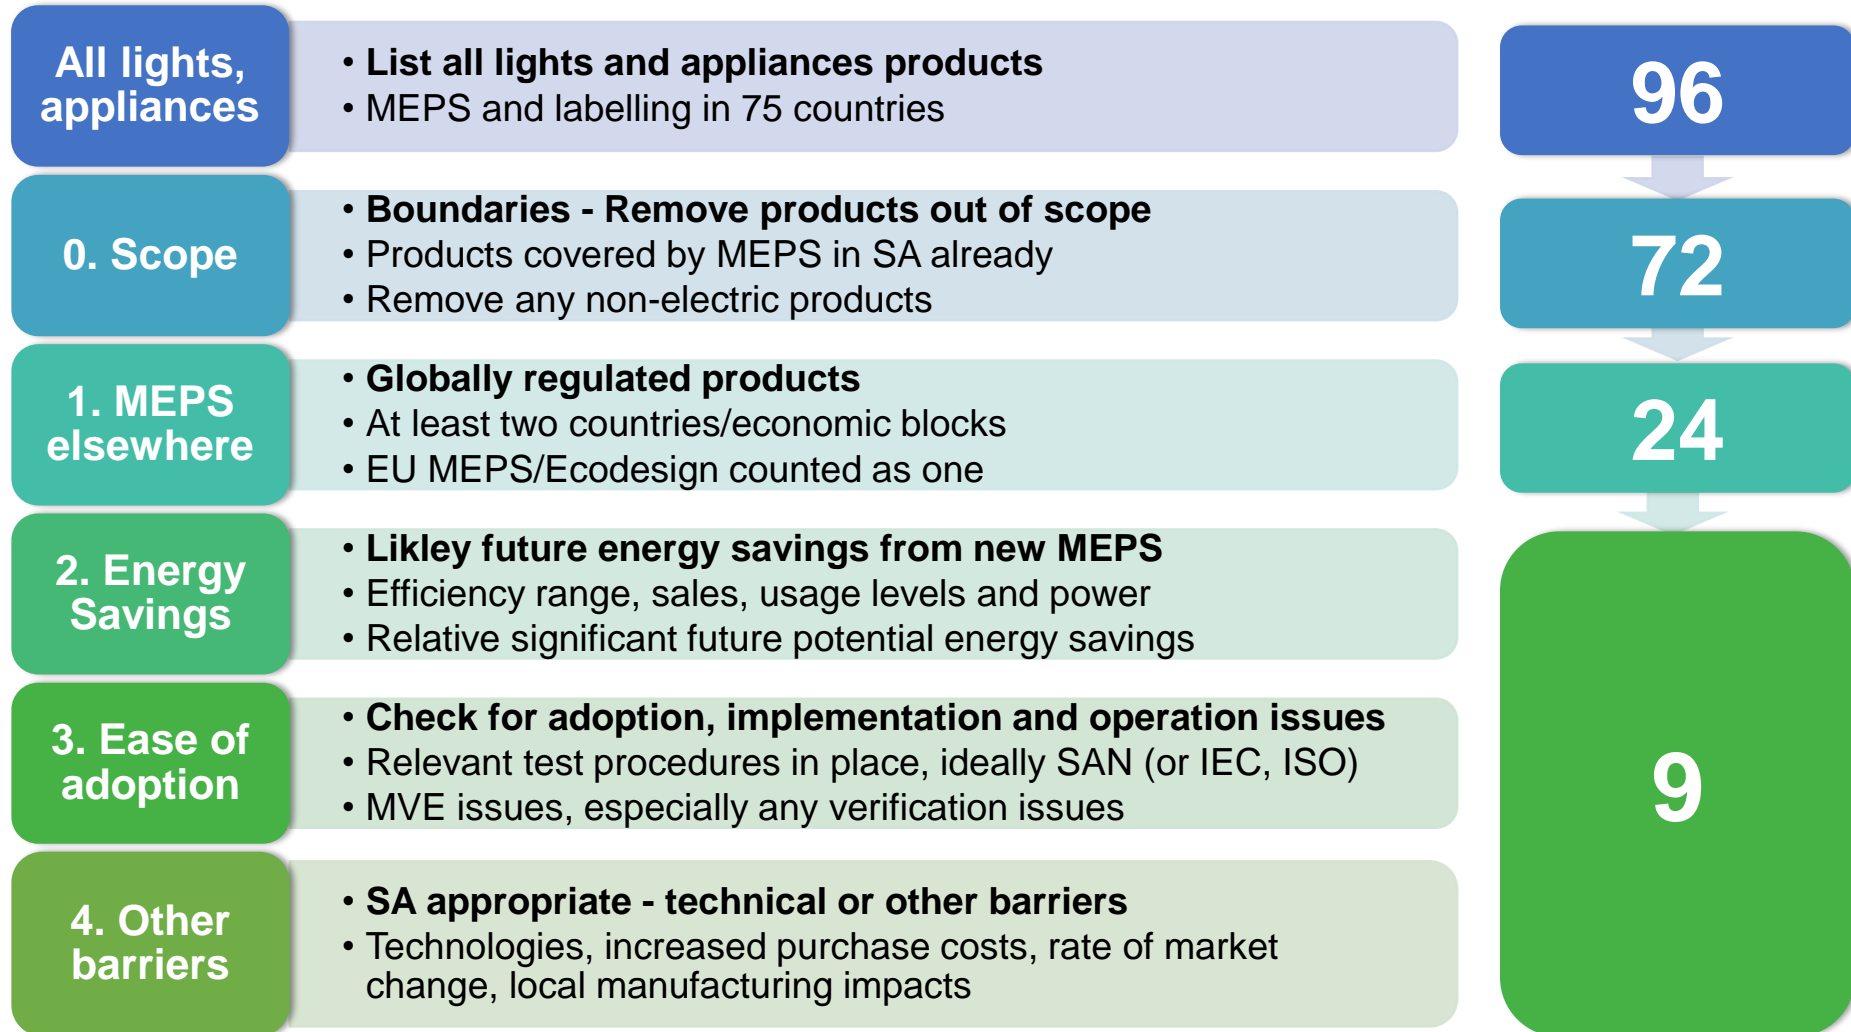 All lights,
appliances
• List all lights and appliances products
• MEPS and labelling in 75 countries
96
0. Scope
• Boundaries - Remove products out of scope
• Products covered by MEPS in SA already
• Remove any non-electric products
72
1. MEPS
elsewhere
• Globally regulated products
• At least two countries/economic blocks
• EU MEPS/Ecodesign counted as one
24
2. Energy
Savings
• Likley future energy savings from new MEPS
• Efficiency range, sales, usage levels and power
• Relative significant future potential energy savings
3. Ease of
adoption
• Check for adoption, implementation and operation issues
• Relevant test procedures in place, ideally SAN (or IEC, ISO)
• MVE issues, especially any verification issues
9
4. Other
barriers
• SA appropriate - technical or other barriers
• Technologies, increased purchase costs, rate of market
change, local manufacturing impacts